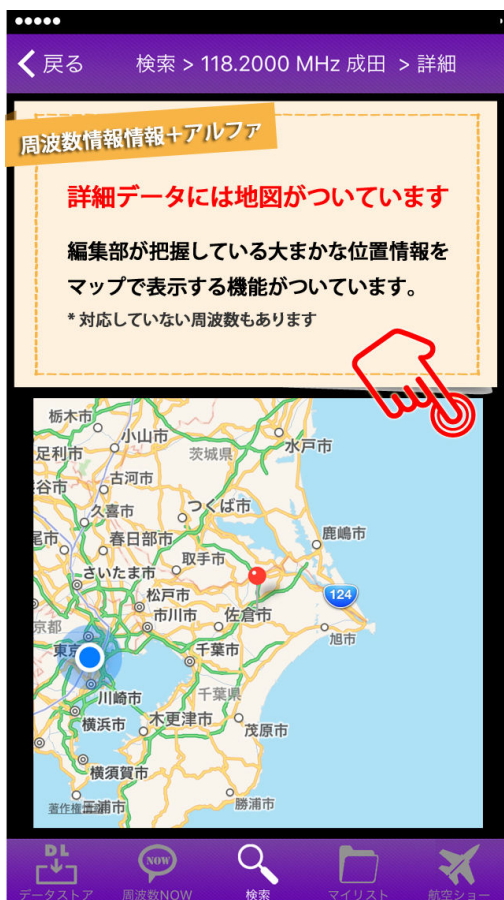 戻る
検索 > 118.2000 MHz 成田 > 詳細
周波数情報情報+アルファ
詳細データには地図がついています
編集部が把握している大まかな位置情報を
マップで表示する機能がついています。
*対応していない周波数もあります
栃木市
小山市
水戸市
足利市
茨城県
古河市
谷市
つくば市
久喜市
鹿嶋市
尾市
春日部市
取手市
さいたま市
松戸市
124
市川市
佐倉市
京都
旭市
東京
千葉市
川崎市
千葉県
木更津市
横浜市
茂原市
横須賀市
勝浦市
三浦市
DL
NOW
データストア
周波数NOW
検索
マイリスト
航空ショー